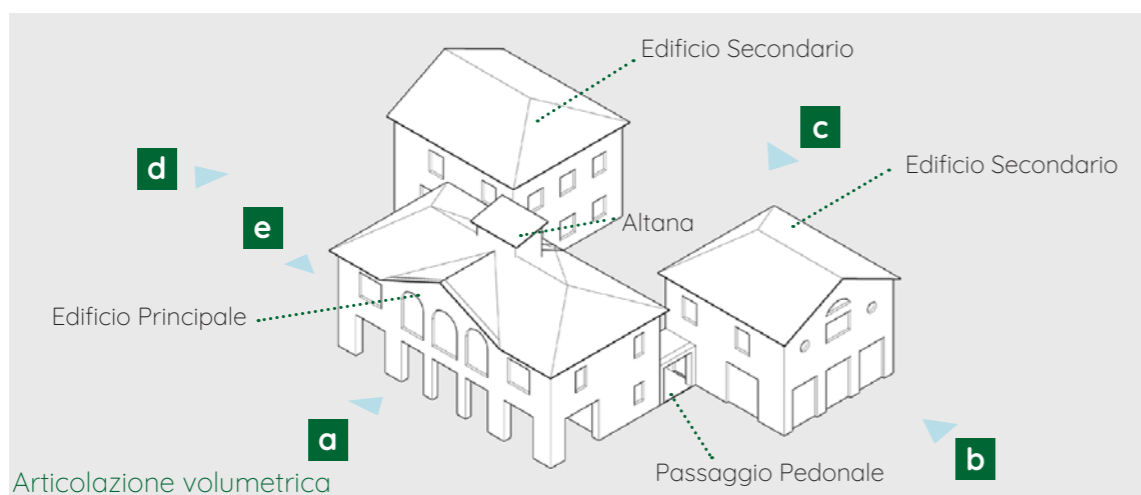 Edificio Secondario
c
d
Edificio Secondario
e
Altana
Edificio Principale
a
b
Passaggio Pedonale
Articolazione volumetrica